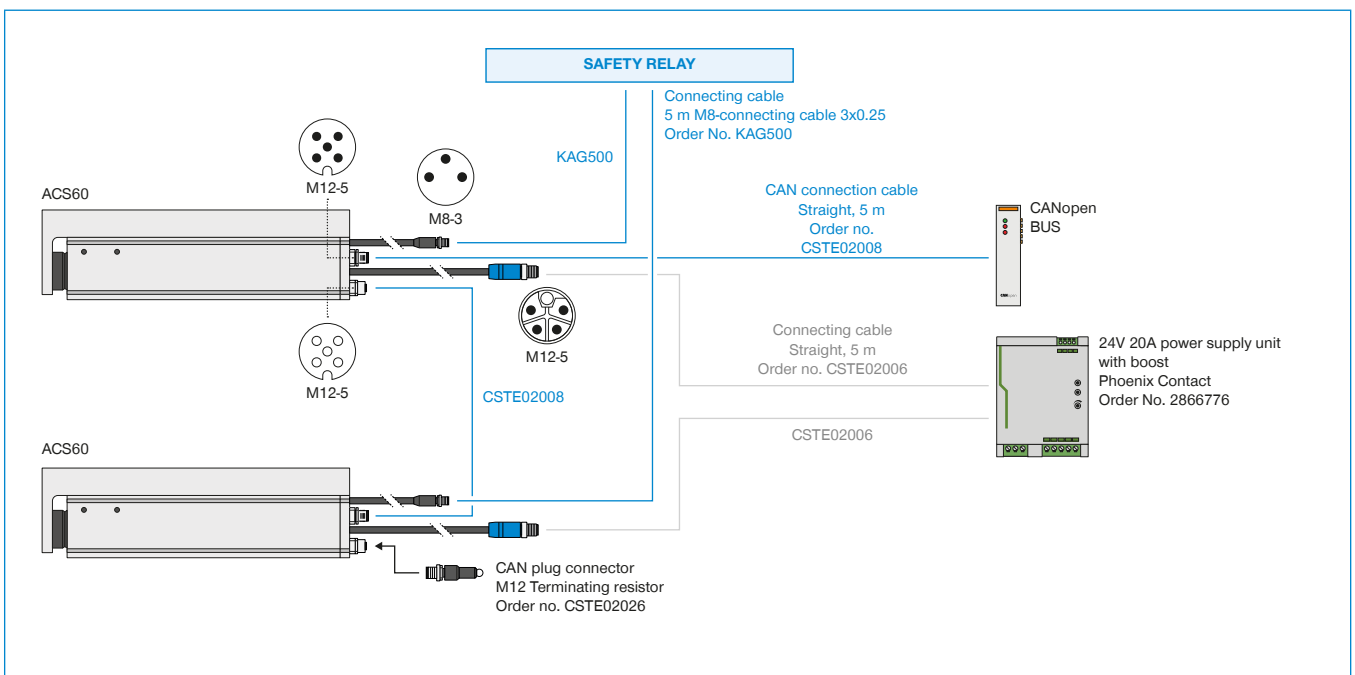 SAFETY RELAY
Connecting cable
5 m M8-connecting cable 3x0.25
Order No. KAG500
KAG500
M12-5
M8-3
ACS60
CAN connection cable
Straight, 5 m
Order no.
CSTE02008
CANopen
BUS
CANopen
M12-5
M12-5
Connecting cable
Straight, 5 m
Order no. CSTE02006
24V 20A power supply unit
with boost
Phoenix Contact
Order No. 2866776
CSTE02008
CSTE02006
ACS60
CAN plug connector
M12 Terminating resistor
Order no. CSTE02026